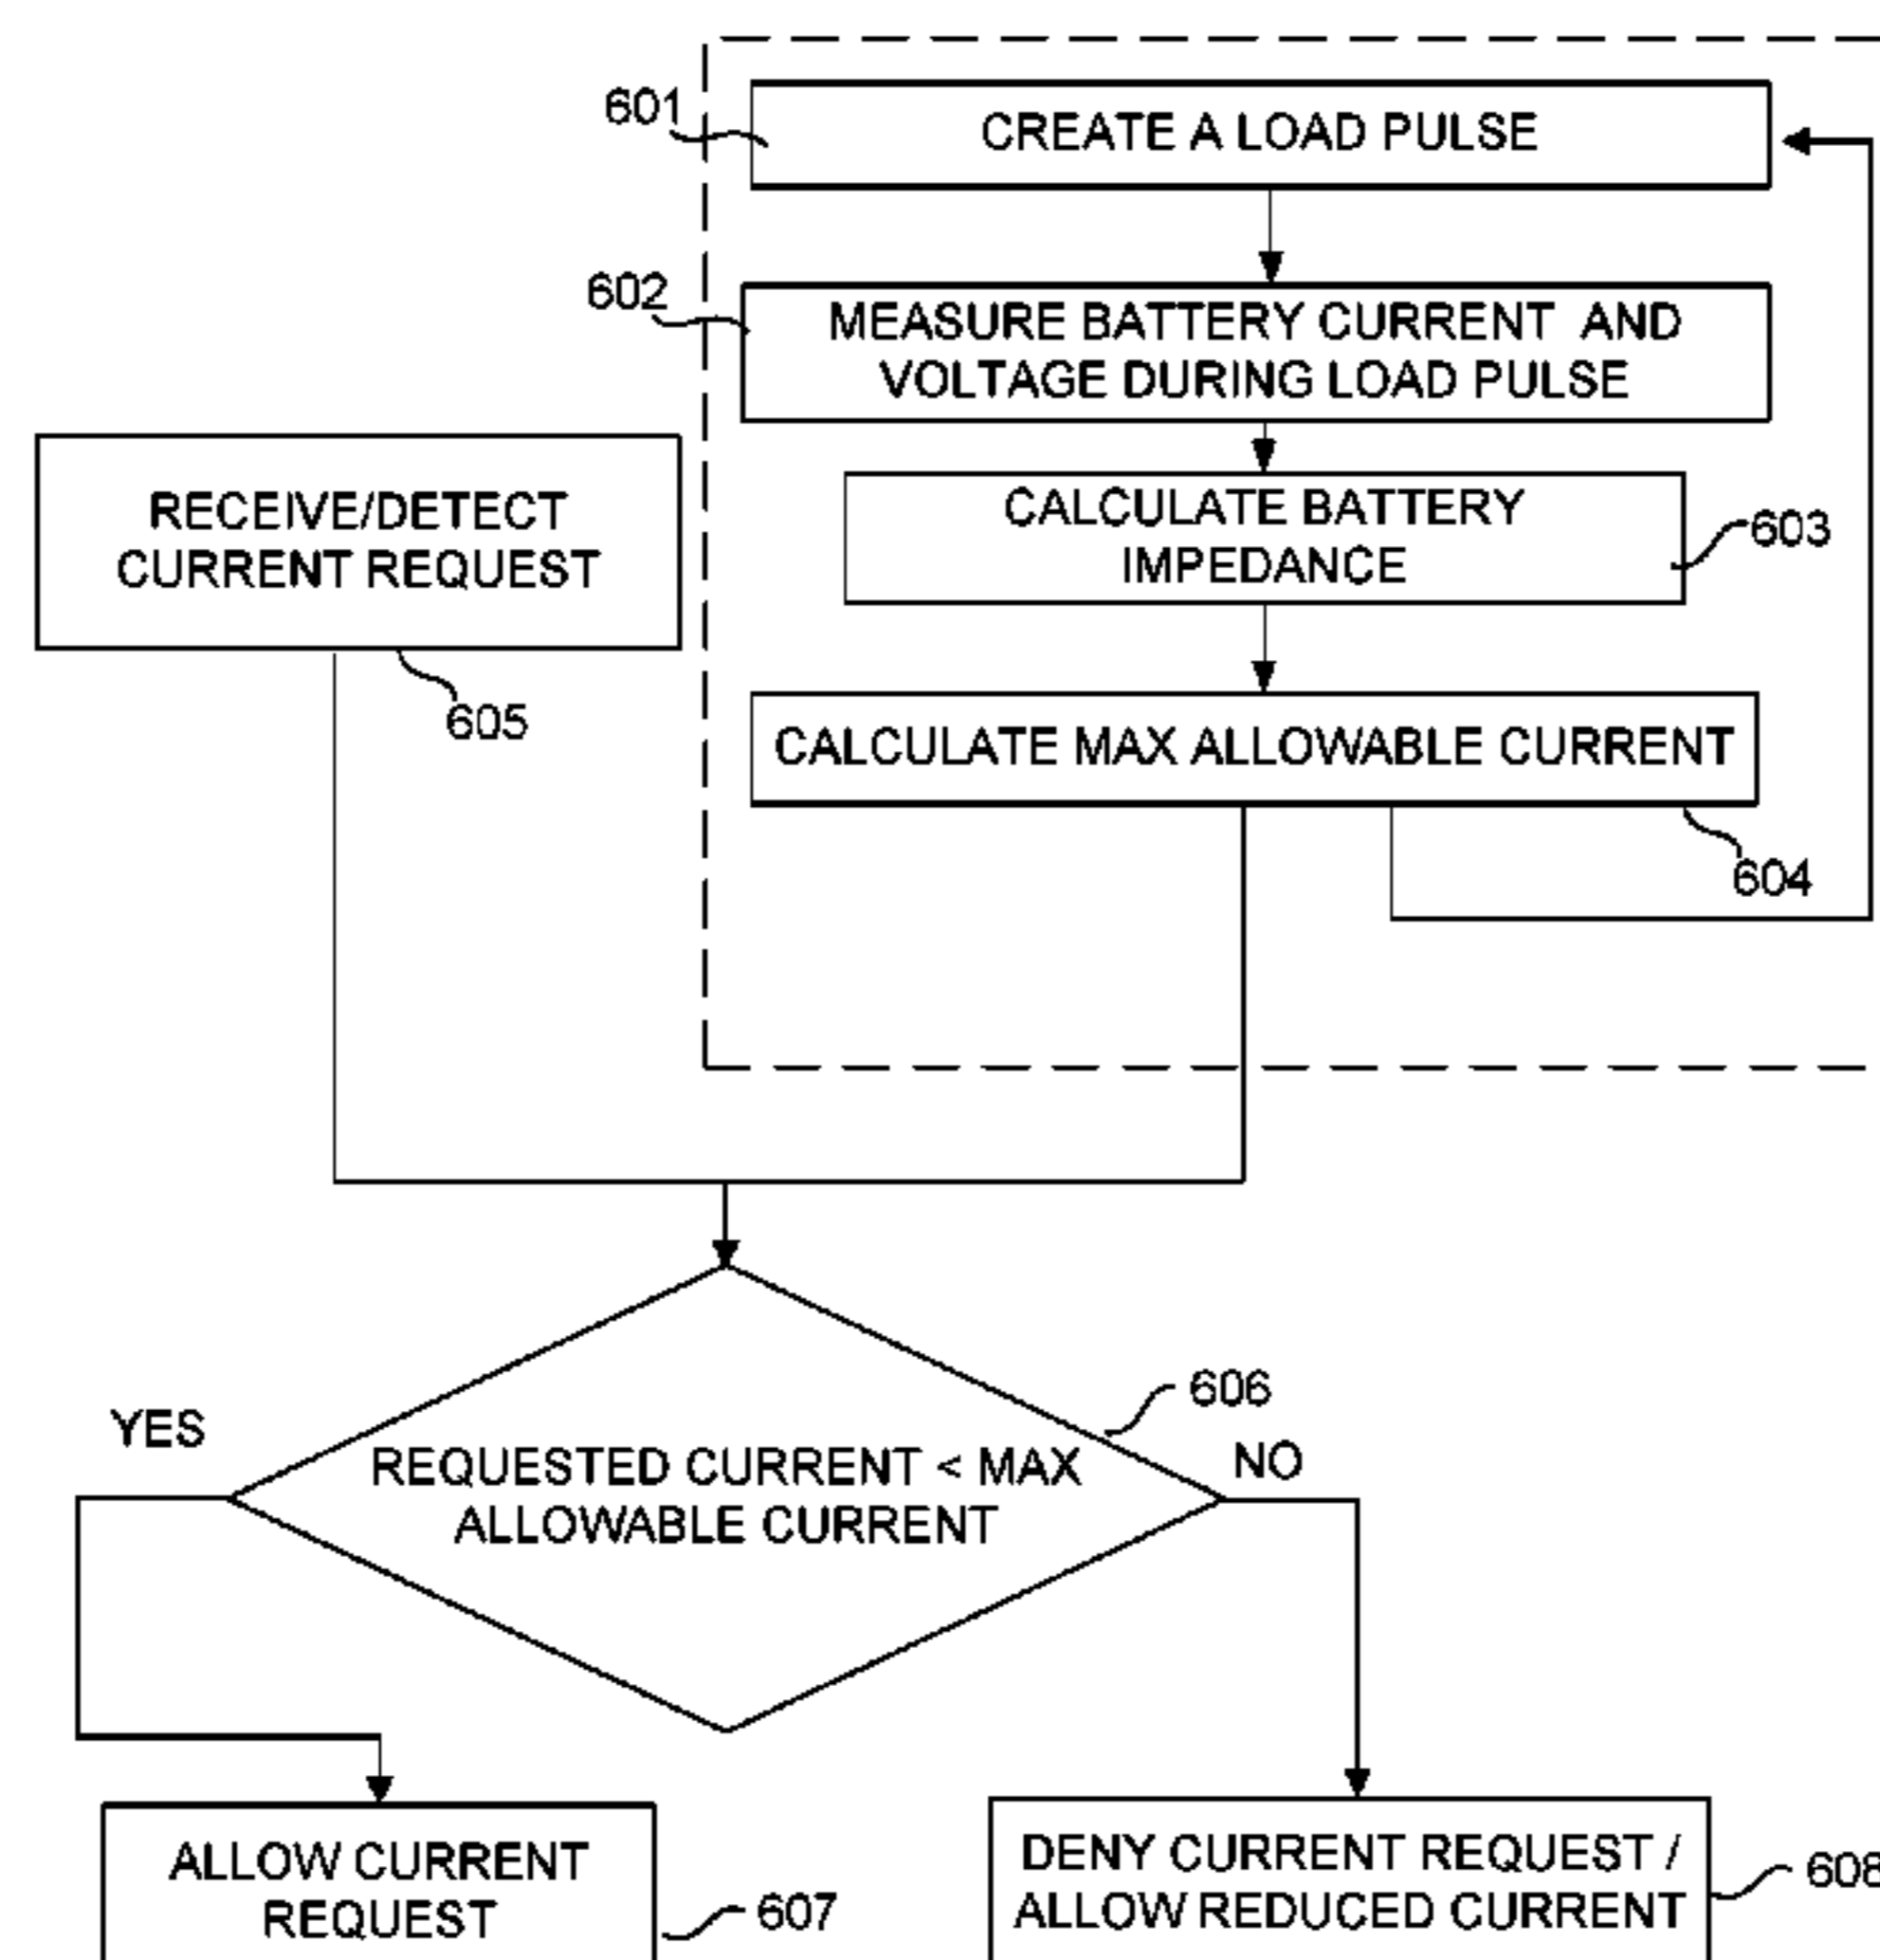 601
CREATE A LOAD PULSE
602
MEASURE BATTERY CURRENT AND
VOLTAGE DURING LOAD PULSE
RECEIVE/DETECT
CURRENT REQUEST
605
CALCULATE BATTERY
IMPEDANCE
603
CALCULATE MAX ALLOWABLE CURRENT
604
606
YES
REQUESTED CURRENT < MAX
ALLOWABLE CURRENT
NO
ALLOW CURRENT
REQUEST
607
DENY CURRENT REQUEST /
ALLOW REDUCED CURRENT
608